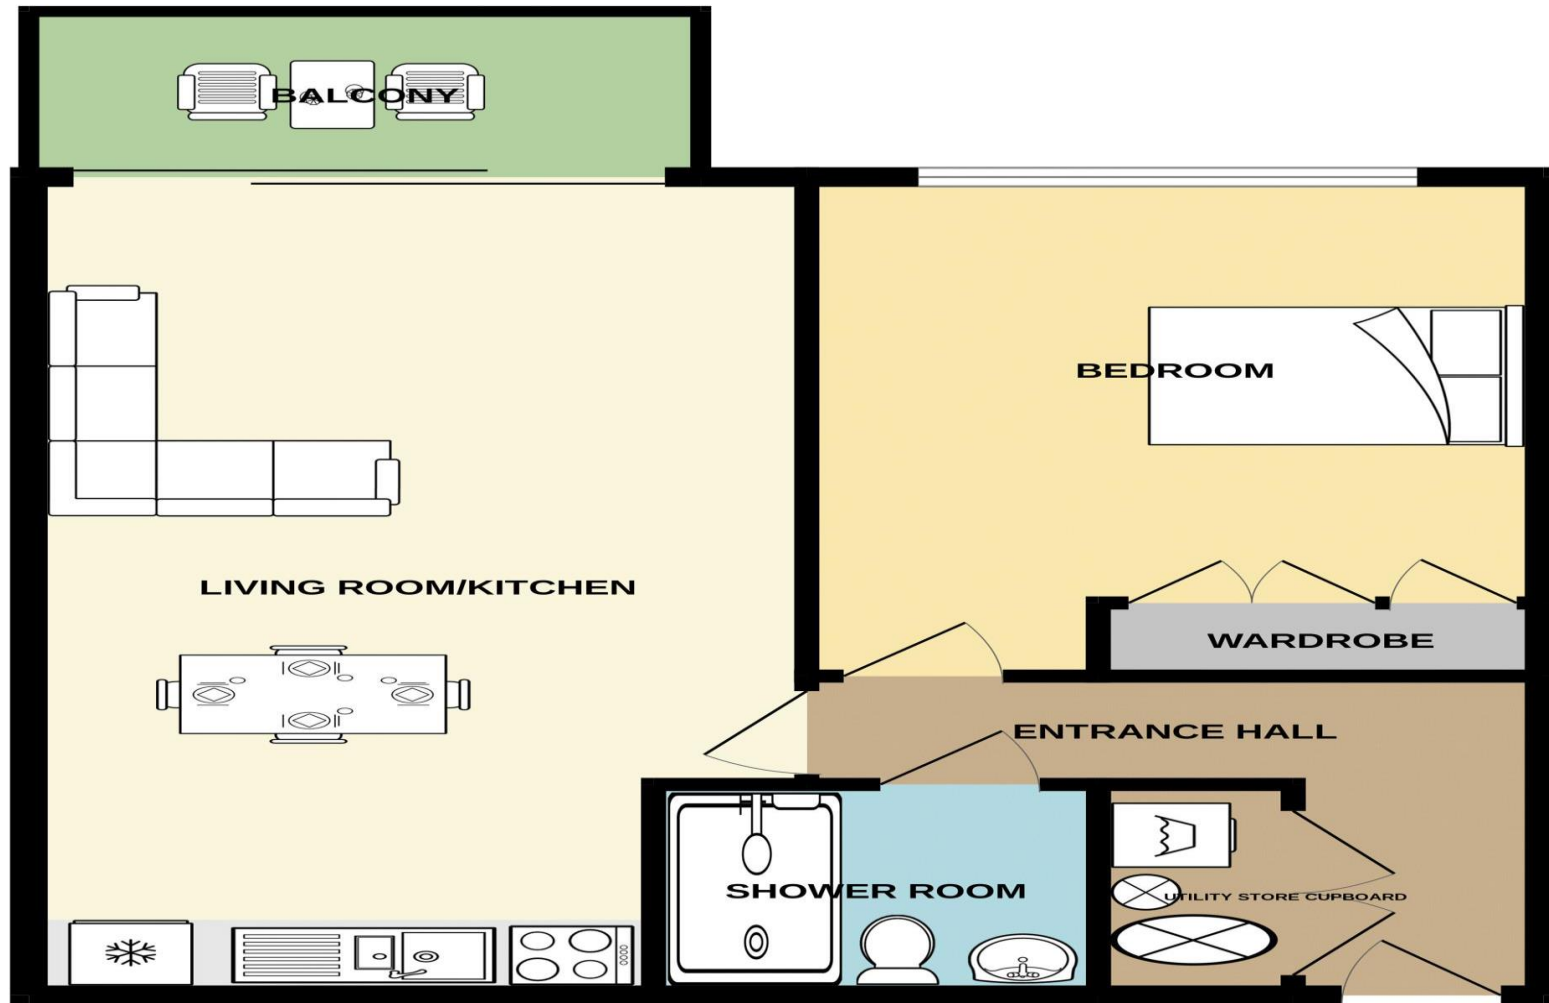 BALCONY
BEDROOM
LIVING ROOM/KITCHEN
WARDROBE
ENTRANCE HALL
SHOWER ROOM
UTILITY STORE CUPBOARD